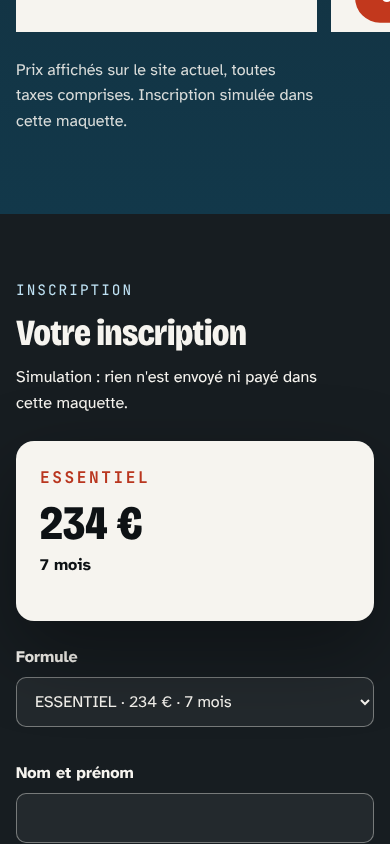 Prix affichés sur le site actuel, toutes
taxes comprises. Inscription simulée dans
cette maquette.
INSCRIPTION
Votre inscription
Simulation : rien n'est envoyé ni payé dans
cette maquette.
ESSENTIEL
234 €
7 mois
Formule
ESSENTIEL · 234 € · 7 mois
Nom et prénom